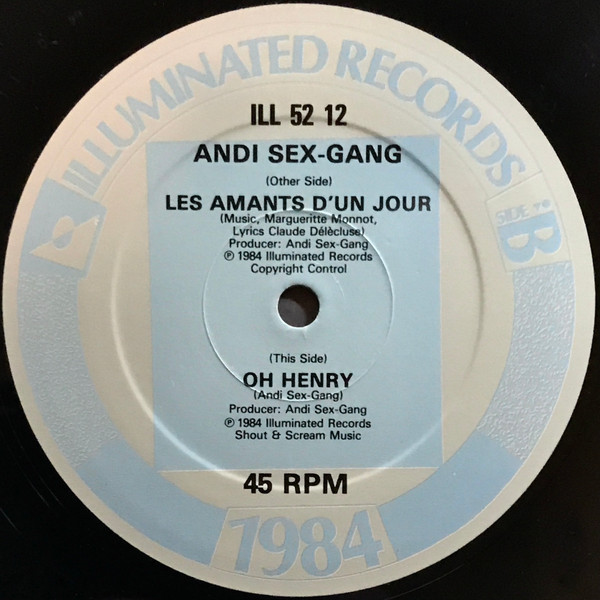 ILLUMINATED RECORDS
ILL 52 12
ANDI SEX-GANG
(Other Side)
LES AMANTS D'UN JOUR
(Music, Margueritte Monnot,
Lyrics Claude Délècluse)
Producer: Andi Sex-Gang
℗ 1984 Illuminated Records
Copyright Control
SIDE
B
(This Side)
OH HENRY
(Andi Sex-Gang)
Producer: Andi Sex-Gang
℗ 1984 Illuminated Records
Shout & Scream Music
45 RPM
1984